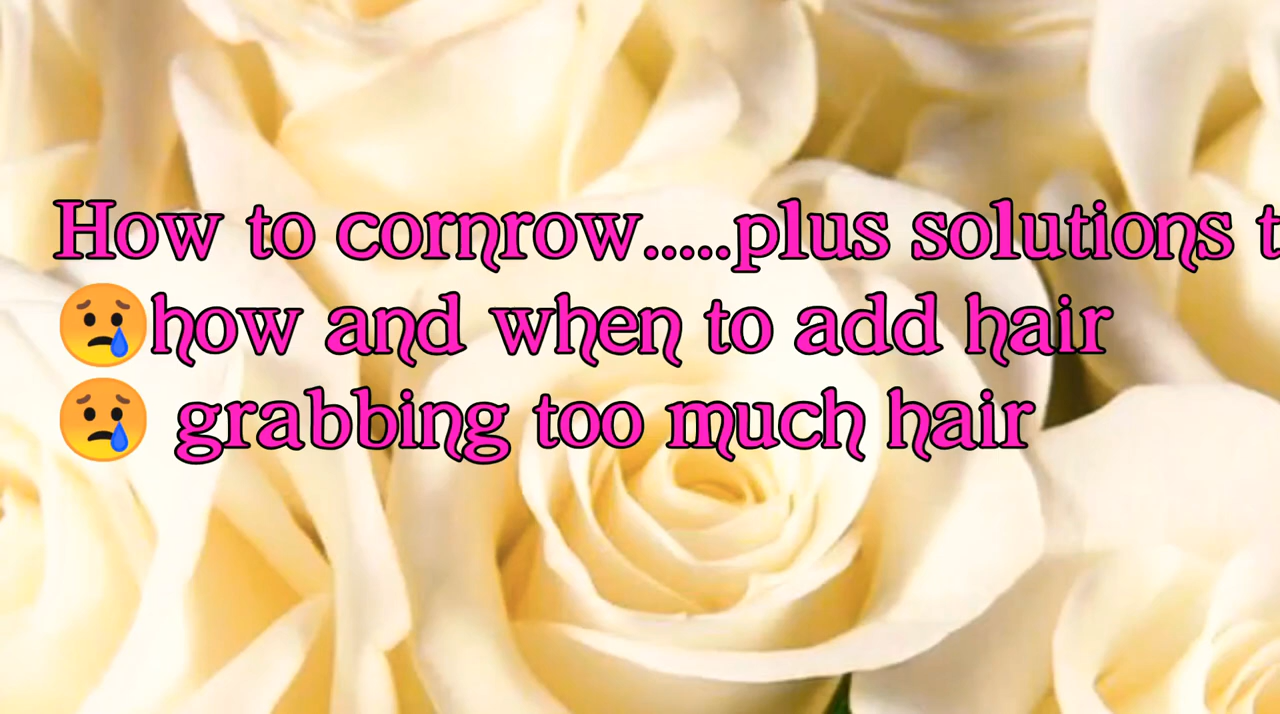 How to cornrow.....plus solutions t
😢how and when to add hair
😢 grabbing too much hair